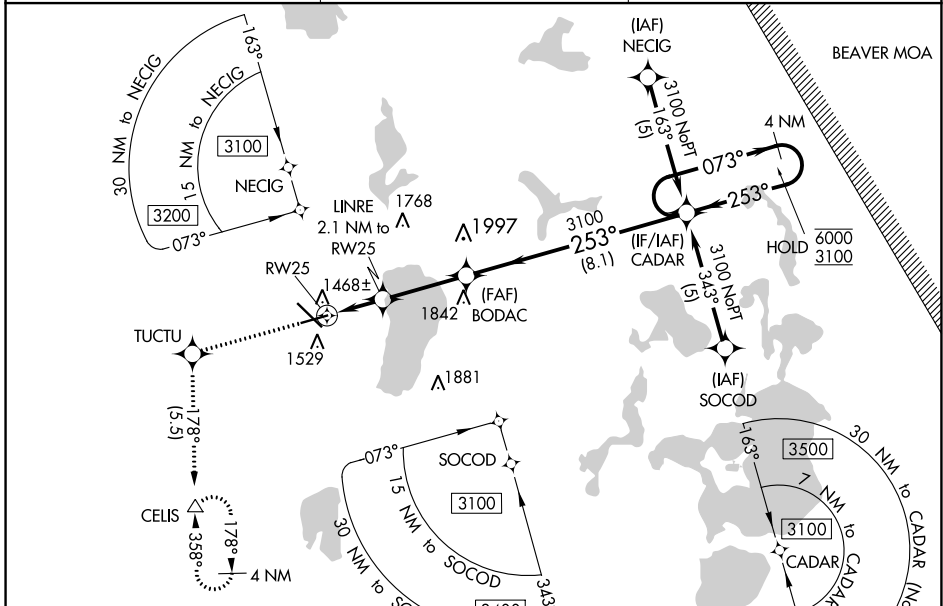 (IAF)
NECIG
BEAVER MOA
163°
30 NM to NECIG
15 NM to NECIG
3100
NECIG
3200
073°
3100 NoPT
163°
(5)
4 NM
073°
253°
HOLD 6000
3100
LINRE
2.1 NM to
RW25
1768
1997
3100
253°
(8.1)
(IF/IAF)
CADAR
RW25
1468±
1842
(FAF)
BODAC
3100 NoPT
343°
(5)
TUCTU
1529
1881
(IAF)
SOCOD
178°
(5.5)
073°
SOCOD
15 NM to SOCOD
3100
163°
3500
30 NM to CADAR (No
7 NM to CADAR
3100
CADAR
CELIS
178°
358°
4 NM
30 NM to SO
343